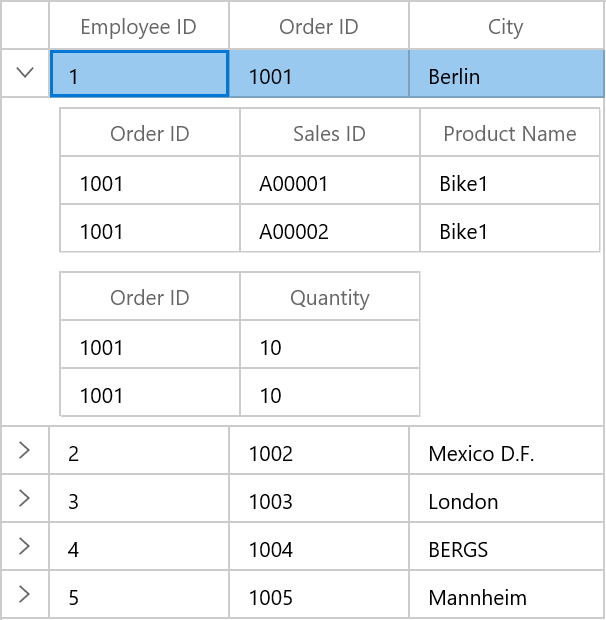 Employee ID Order ID City
1 1001 Berlin
Order ID Sales ID Product Name
1001 A00001 Bike1
1001 A00002 Bike1
Order ID Quantity
1001 10
1001 10
2 1002 Mexico D.F.
3 1003 London
4 1004 BERGS
5 1005 Mannheim